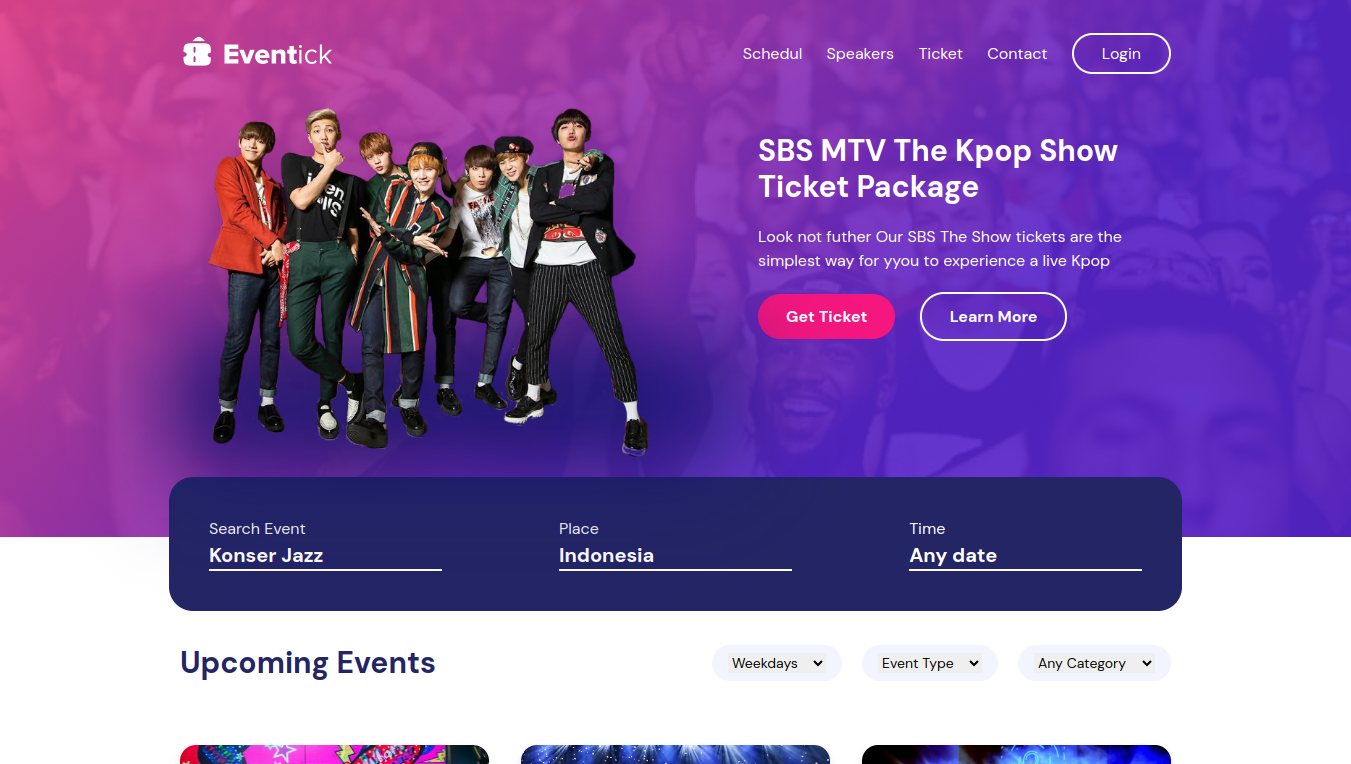 Eventick
Schedul
Speakers
Ticket
Contact
Login
SBS MTV The Kpop Show
Ticket Package
Look not futher Our SBS The Show tickets are the
simplest way for yyou to experience a live Kpop
Get Ticket
Learn More
Search Event
Konser Jazz
Place
Indonesia
Time
Any date
Upcoming Events
Weekdays
Event Type
Any Category